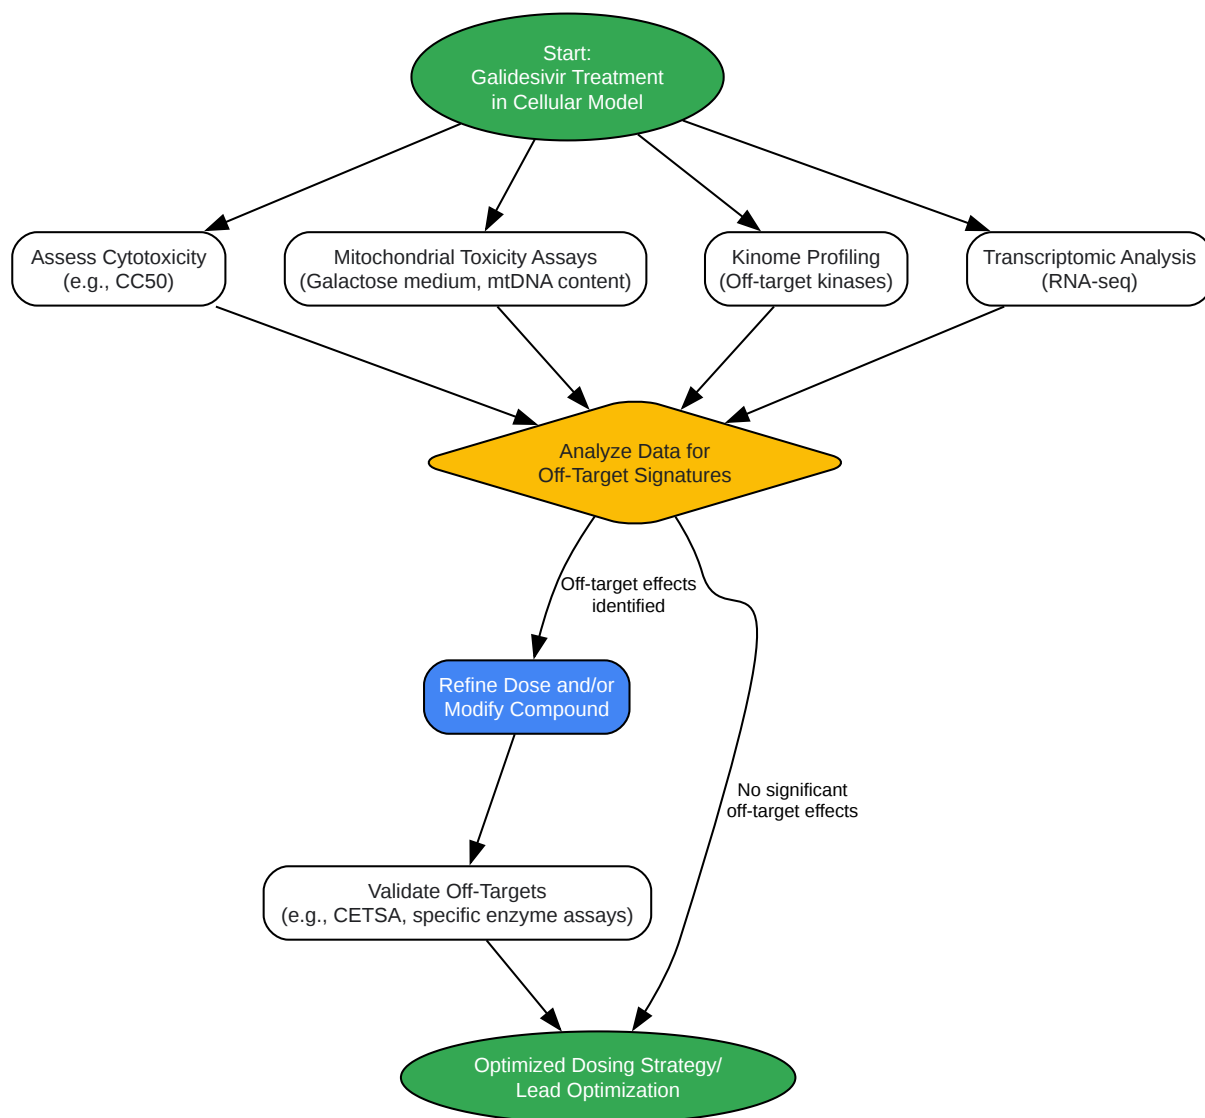 Start:
Galidesivir Treatment
in Cellular Model
Assess Cytotoxicity
(e.g., CC50)
Mitochondrial Toxicity Assays
(Galactose medium, mtDNA content)
Kinome Profiling
(Off-target kinases)
Transcriptomic Analysis
(RNA-seq)
Analyze Data for
Off-Target Signatures
Off-target effects
identified
Refine Dose and/or
Modify Compound
No significant
off-target effects
Validate Off-Targets
(e.g., CETSA, specific enzyme assays)
Optimized Dosing Strategy/
Lead Optimization